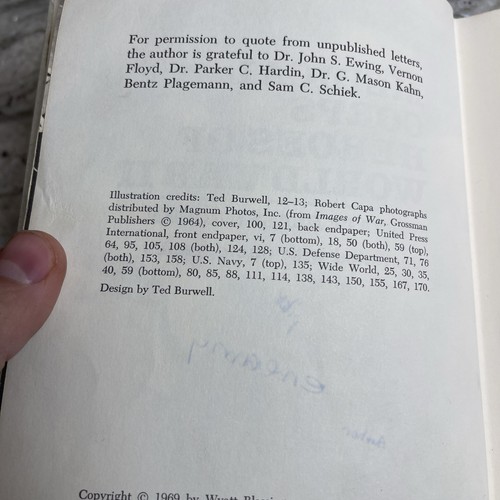 For permission to quote from unpublished letters,
the author is grateful to Dr. John S. Ewing, Vernon
Floyd, Dr. Parker C. Hardin, Dr. G. Mason Kahn,
Bentz Plagemann, and Sam C. Schiek.
Illustration credits: Ted Burwell, 12–13; Robert Capa photographs
distributed by Magnum Photos, Inc. (from Images of War, Grossman
Publishers © 1964), cover, 100, 121, back endpaper; United Press
International, front endpaper, vi, 7 (bottom), 18, 50 (both), 59 (top),
64, 95, 105, 108 (both), 124, 128; U.S. Defense Department, 71, 76
(both), 153, 158; U.S. Navy, 7 (top), 135; Wide World, 25, 30, 35,
40, 59 (bottom), 80, 85, 88, 111, 114, 138, 143, 150, 155, 167, 170.
Design by Ted Burwell.
Copyright © 1969 by Wyatt